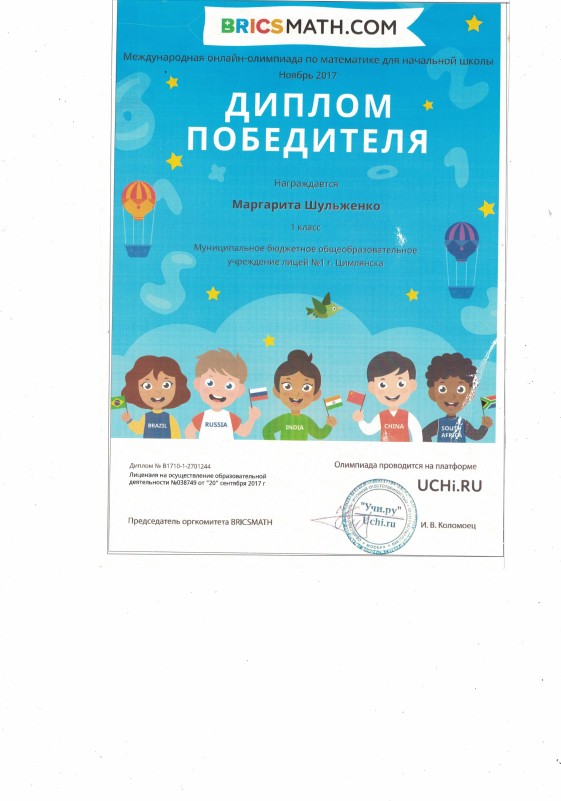 BRICSMATH.COM
Международная онлайн-олимпиада по математике для начальной школы
Ноябрь 2017
ДИПЛОМ
ПОБЕДИТЕЛЯ
Награждается
Маргарита Шульженко
1 класс
Муниципальное бюджетное общеобразовательное
учреждение лицей №1 г. Цимлянска
BRAZIL
RUSSIA
INDIA
CHINA
SOUTH
AFRICA
Диплом № B1710-1-2701244
Лицензия на осуществление образовательной
деятельности №038749 от "20" сентября 2017 г
Олимпиада проводится на платформе
UCHi.RU
Председатель оргкомитета BRICSMATH
"Учи.ру"
Uchi.ru
И. В. Коломоец